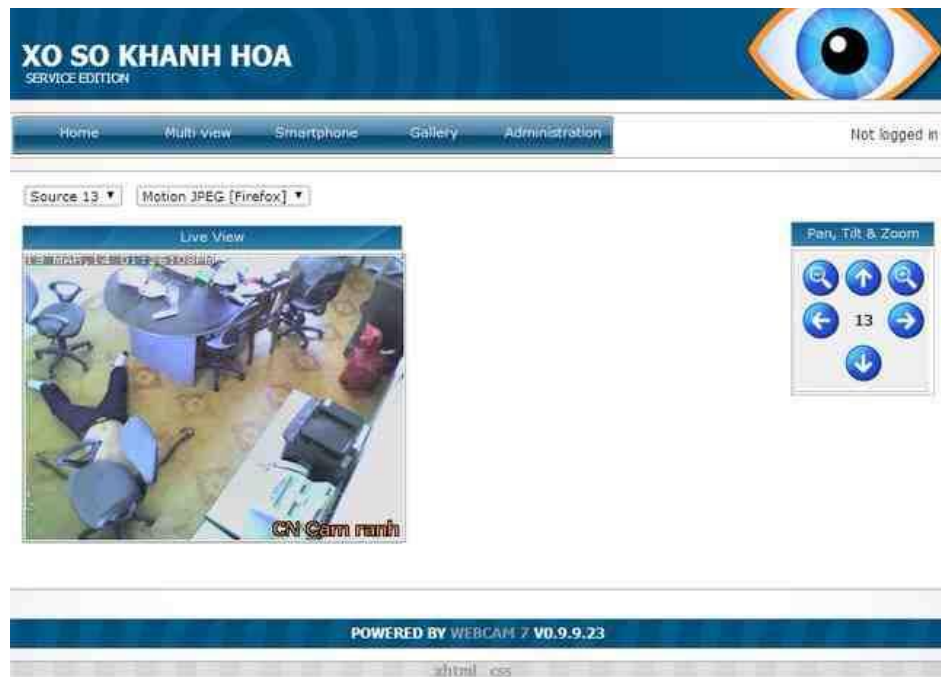 XO SO KHANH HOA
SERVICE EDITION
Home Multi view Smartphone Gallery Administration
Not logged in
Source 13 Motion JPEG [Firefox]
Live View
Pan, Tilt & Zoom
13
CN Cam ranh
POWERED BY WEBCAM 7 V0.9.9.23
xhtml css